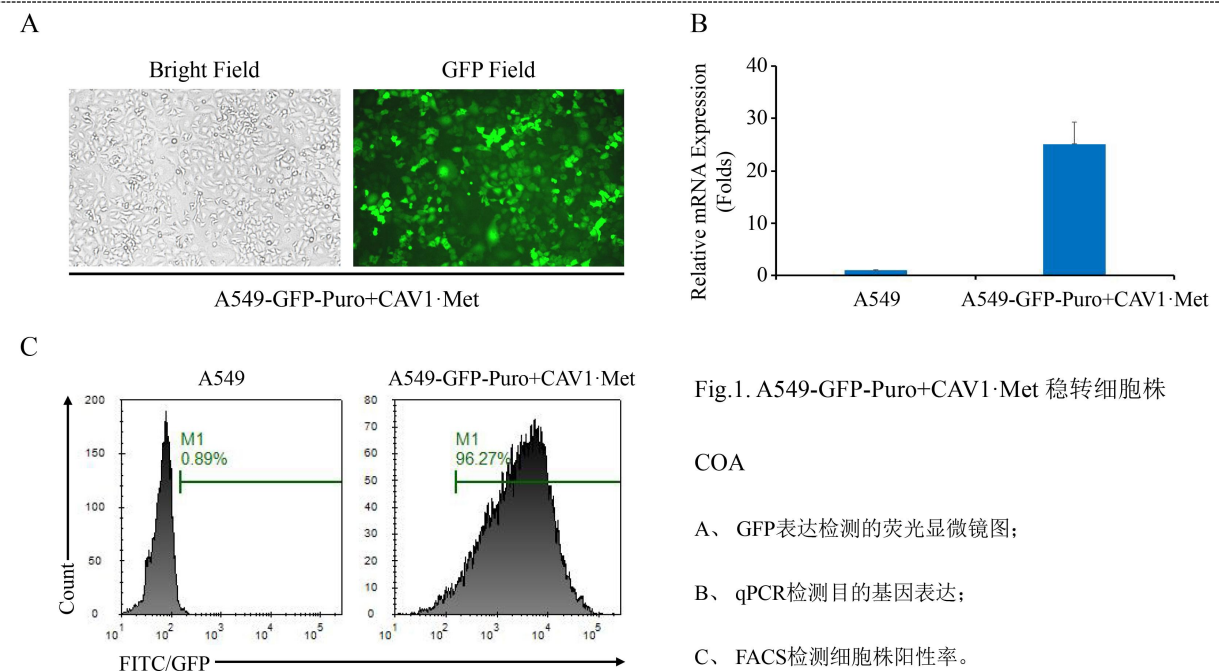 A
Bright Field
GFP Field
A549-GFP-Puro+CAV1·Met
B
Relative mRNA Expression
(Folds)
40
30
20
10
0
A549
A549-GFP-Puro+CAV1·Met
C
A549
Count
200
150
100
50
0
M1
0.89%
10¹ 10² 10³ 10⁴ 10⁵
A549-GFP-Puro+CAV1·Met
80
70
60
50
40
30
20
10
0
M1
96.27%
10¹ 10² 10³ 10⁴ 10⁵
FITC/GFP
Fig.1. A549-GFP-Puro+CAV1·Met 稳转细胞株
COA
A、 GFP表达检测的荧光显微镜图；
B、 qPCR检测目的基因表达；
C、 FACS检测细胞株阳性率。